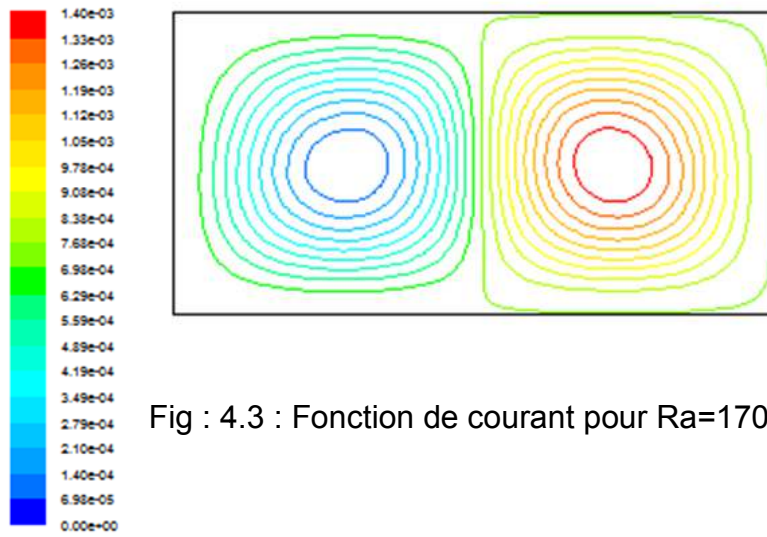 1.40e-03
1.33e-03
1.26e-03
1.19e-03
1.12e-03
1.05e-03
9.78e-04
9.08e-04
8.38e-04
7.68e-04
6.98e-04
6.29e-04
5.59e-04
4.89e-04
4.19e-04
3.49e-04
2.79e-04
2.10e-04
1.40e-04
6.98e-05
0.00e+00
Fig : 4.3 : Fonction de courant pour Ra=170